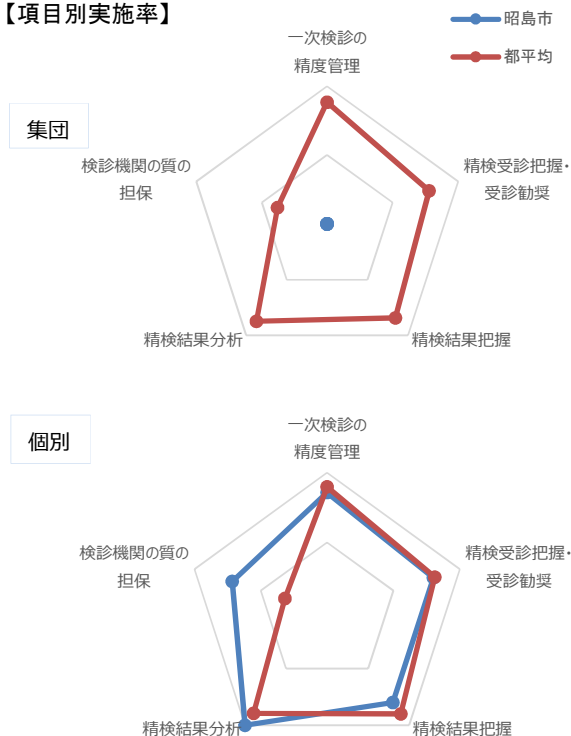 【項目別実施率】
昭島市
都平均
集団
一次検診の
精度管理
精検受診把握・
受診勧奨
精検結果把握
精検結果分析
検診機関の質の
担保
個別
一次検診の
精度管理
精検受診把握・
受診勧奨
精検結果把握
精検結果分析
検診機関の質の
担保